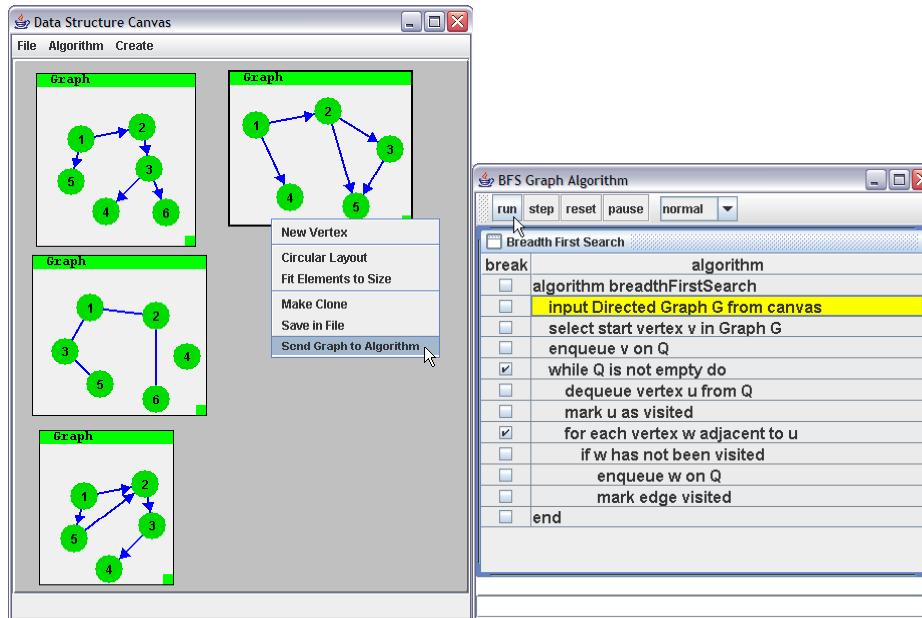 Data Structure Canvas
File Algorithm Create
Graph
1
2
3
5
4
6
Graph
1
2
3
4
5
New Vertex
Circular Layout
Fit Elements to Size
Make Clone
Save in File
Send Graph to Algorithm
Graph
1
2
3
4
5
6
Graph
1
2
3
5
4
BFS Graph Algorithm
run step reset pause normal
Breadth First Search
break algorithm
algorithm breadthFirstSearch
input Directed Graph G from canvas
select start vertex v in Graph G
enqueue v on Q
while Q is not empty do
dequeue vertex u from Q
mark u as visited
for each vertex w adjacent to u
if w has not been visited
enqueue w on Q
mark edge visited
end